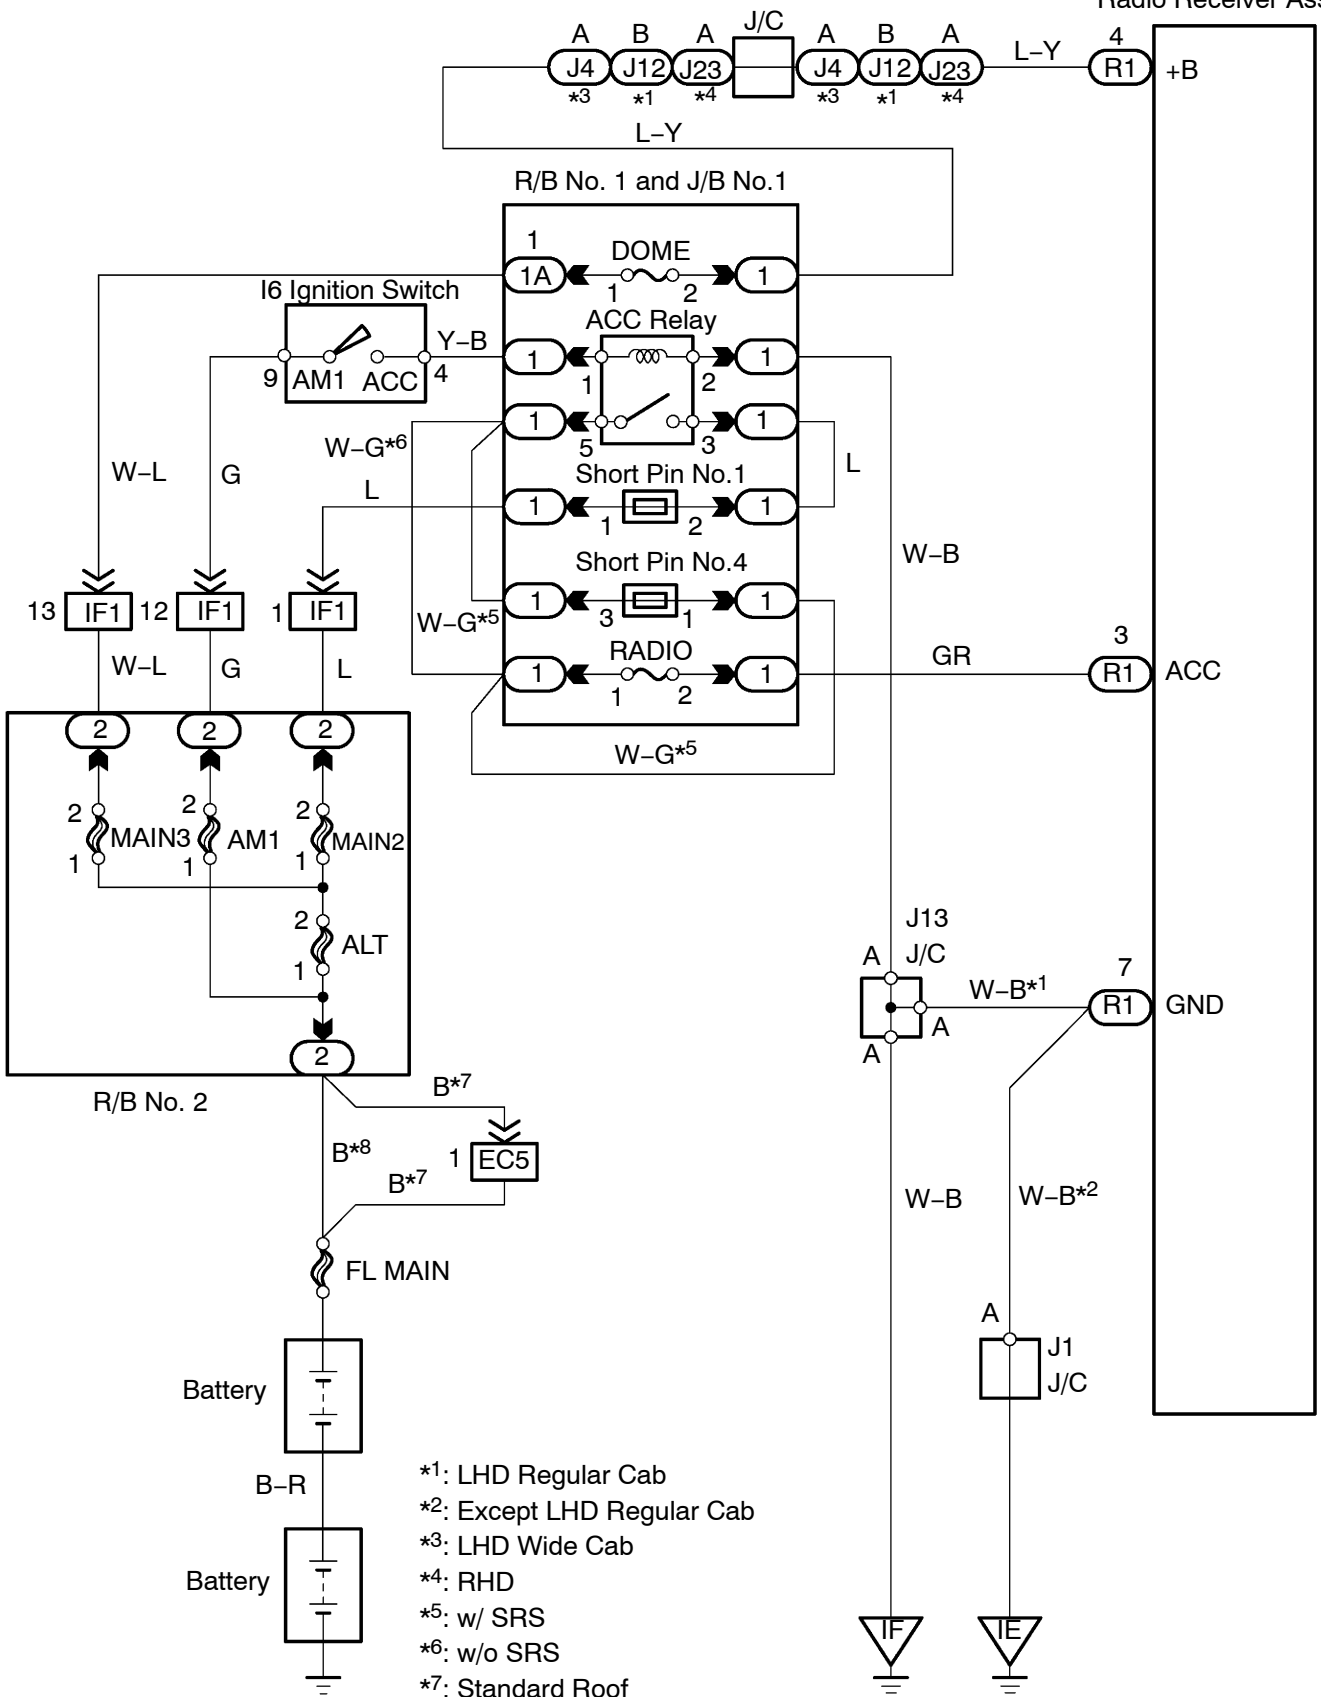 Radio Receiver Ass
J/C
A B A A B A
J4 J12 J23 J4 J12 J23
*3 *1 *4 *3 *1 *4
L–Y
4
R1
+B
L–Y
R/B No. 1 and J/B No.1
1
1A
DOME
1 2
1
I6 Ignition Switch
9 AM1 ACC 4
Y–B
ACC Relay
1
1 2
1
1
5 3
1
W–G*6
L
Short Pin No.1
1
1 2
1
L
W–L
G
Short Pin No.4
1
3 1
1
W–G*5
W–B
13 IF1
12 IF1
1 IF1
W–L
G
L
RADIO
1
1 2
1
GR
3
R1
ACC
W–G*5
2
2
2
2
MAIN3
1
2
AM1
1
2
MAIN2
1
2
ALT
1
2
R/B No. 2
J13
J/C
A
A
A
W–B*1
7
R1
GND
B*7
B*8
1 EC5
B*7
W–B
W–B*2
FL MAIN
A
J1
J/C
Battery
B–R
Battery
*1: LHD Regular Cab
*2: Except LHD Regular Cab
*3: LHD Wide Cab
*4: RHD
*5: w/ SRS
*6: w/o SRS
*7: Standard Roof
IF
IE